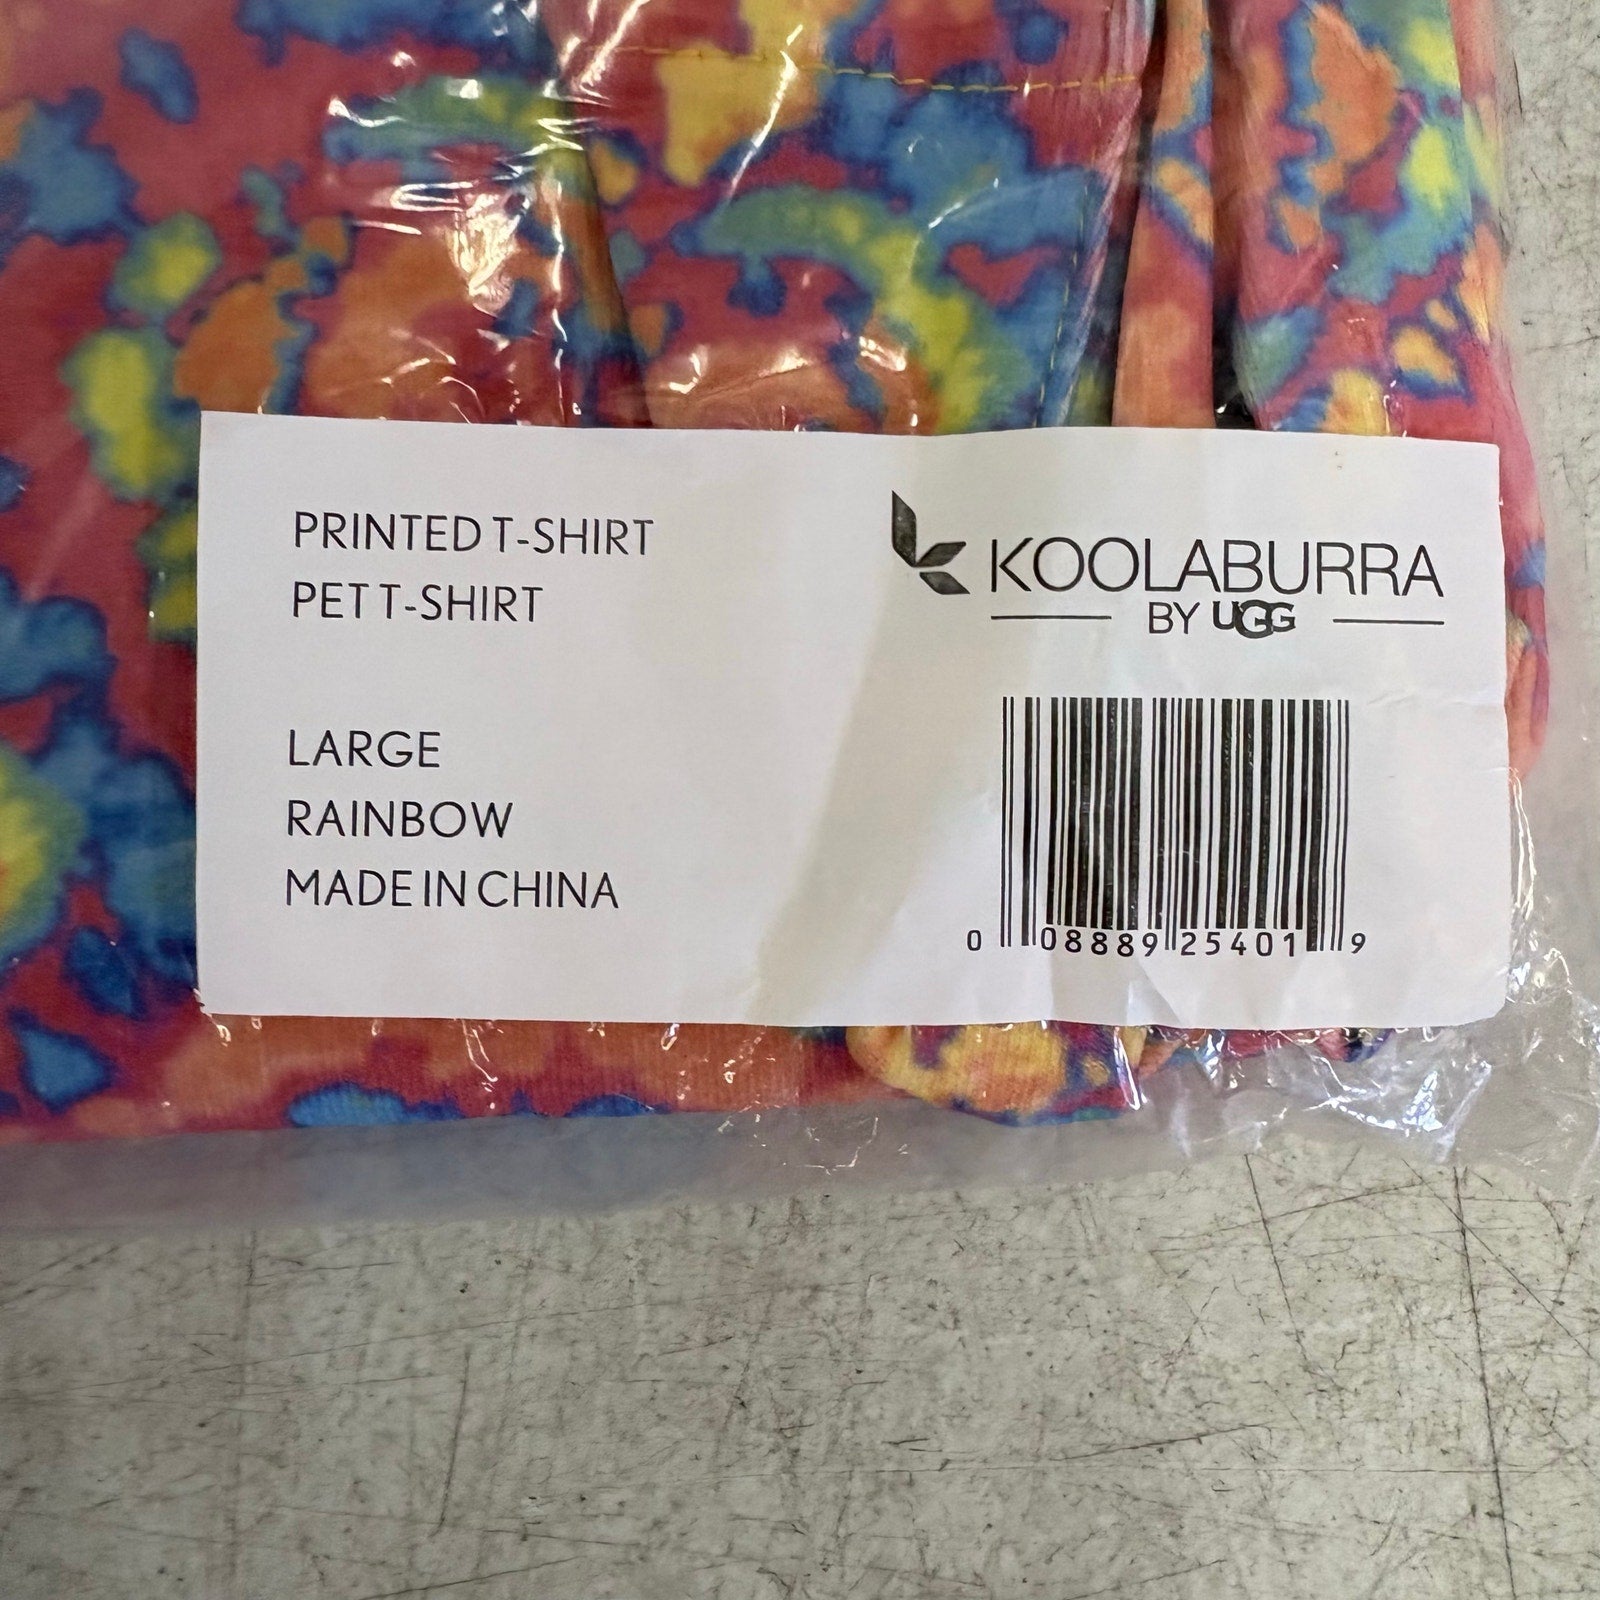 PRINTED T-SHIRT
PET T-SHIRT
LARGE
RAINBOW
MADE IN CHINA
KOOLABURRA
BY UGG
0 08889 25401 9